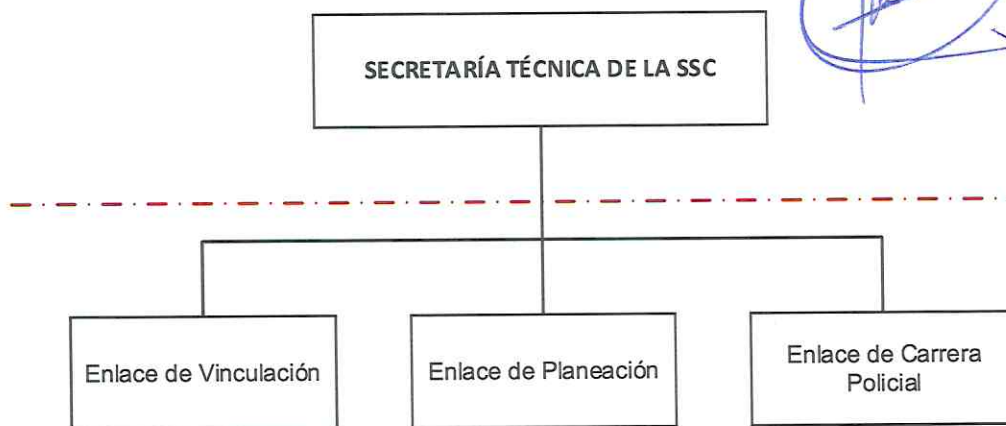 SECRETARÍA TÉCNICA DE LA SSC
Enlace de Vinculación
Enlace de Planeación
Enlace de Carrera
Policial